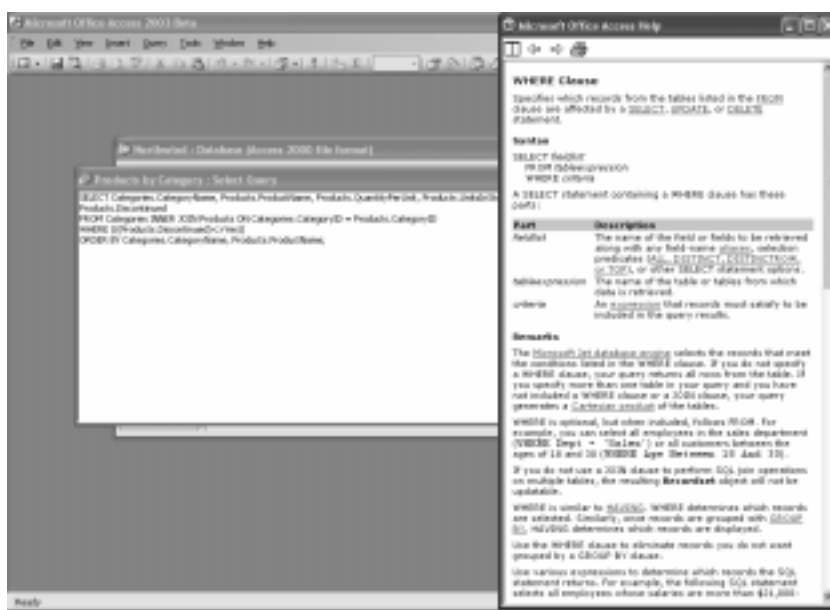 Microsoft Office Access 2003 Beta
File Edit View Insert Query Tools Window Help
Northwind : Database (Access 2000 file format)
Products by Category : Select Query
SELECT Categories.CategoryName, Products.ProductName, Products.QuantityPerUnit, Products.UnitsInSto
Products.Discontinued
FROM Categories INNER JOIN Products ON Categories.CategoryID = Products.CategoryID
WHERE (((Products.Discontinued)<>Yes))
ORDER BY Categories.CategoryName, Products.ProductName;
Ready
Microsoft Office Access Help
WHERE Clause
Specifies which records from the tables listed in the FROM
clause are affected by a SELECT, UPDATE, or DELETE
statement.
Syntax
SELECT fieldlist
FROM tableexpression
WHERE criteria
A SELECT statement containing a WHERE clause has these
parts:
Part Description
fieldlist The name of the field or fields to be retrieved
along with any field-name aliases, selection
predicates (ALL, DISTINCT, DISTINCTROW,
or TOP), or other SELECT statement options.
tableexpression The name of the table or tables from which
data is retrieved.
criteria An expression that records must satisfy to be
included in the query results.
Remarks
The Microsoft Jet database engine selects the records that meet
the conditions listed in the WHERE clause. If you do not specify
a WHERE clause, your query returns all rows from the table. If
you specify more than one table in your query and you have
not included a WHERE clause or a JOIN clause, your query
generates a Cartesian product of the tables.
WHERE is optional, but when included, follows FROM. For
example, you can select all employees in the sales department
(WHERE Dept = 'Sales') or all customers between the
ages of 18 and 30 (WHERE Age Between 18 And 30).
If you do not use a JOIN clause to perform SQL join operations
on multiple tables, the resulting Recordset object will not be
updatable.
WHERE is similar to HAVING. WHERE determines which records
are selected. Similarly, once records are grouped with GROUP
BY, HAVING determines which records are displayed.
Use the WHERE clause to eliminate records you do not want
grouped by a GROUP BY clause.
Use various expressions to determine which records the SQL
statement returns. For example, the following SQL statement
selects all employees whose salaries are more than $21,000: